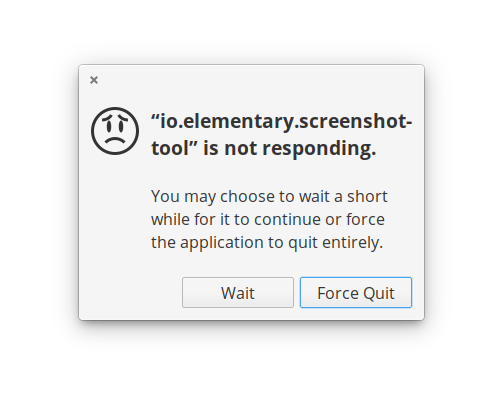 “io.elementary.screenshot-
tool” is not responding.
You may choose to wait a short
while for it to continue or force
the application to quit entirely.
Wait
Force Quit